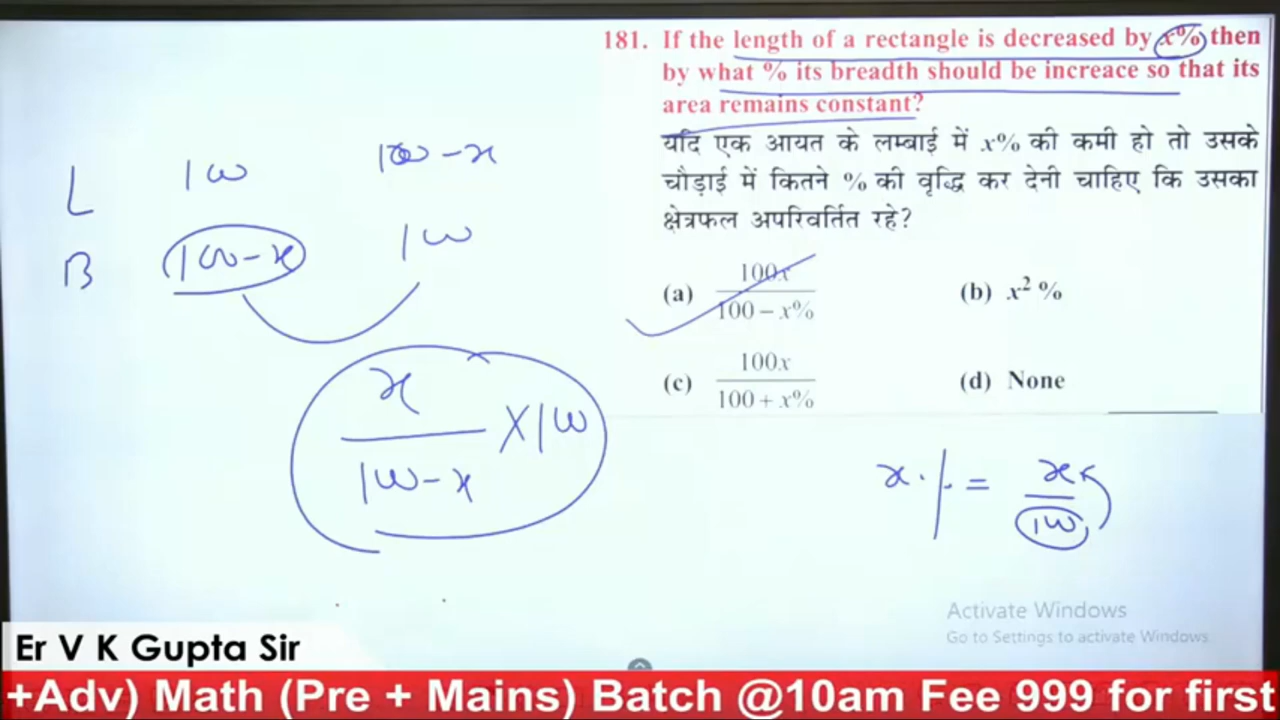 181. If the length of a rectangle is decreased by x% then
by what % its breadth should be increace so that its
area remains constant?
यदि एक आयत के लम्बाई में x% की कमी हो तो उसके
चौड़ाई में कितने % की वृद्धि कर देनी चाहिए कि उसका
क्षेत्रफल अपरिवर्तित रहे?
(a) 100x / 100 – x%
(b) x² %
(c) 100x / 100 + x%
(d) None
L 100 100 - x
B 100 - x 100
x / 100 - x × 100
x % = x / 100
Activate Windows
Go to Settings to activate Windows
Er V K Gupta Sir
+Adv) Math (Pre + Mains) Batch @10am Fee 999 for first